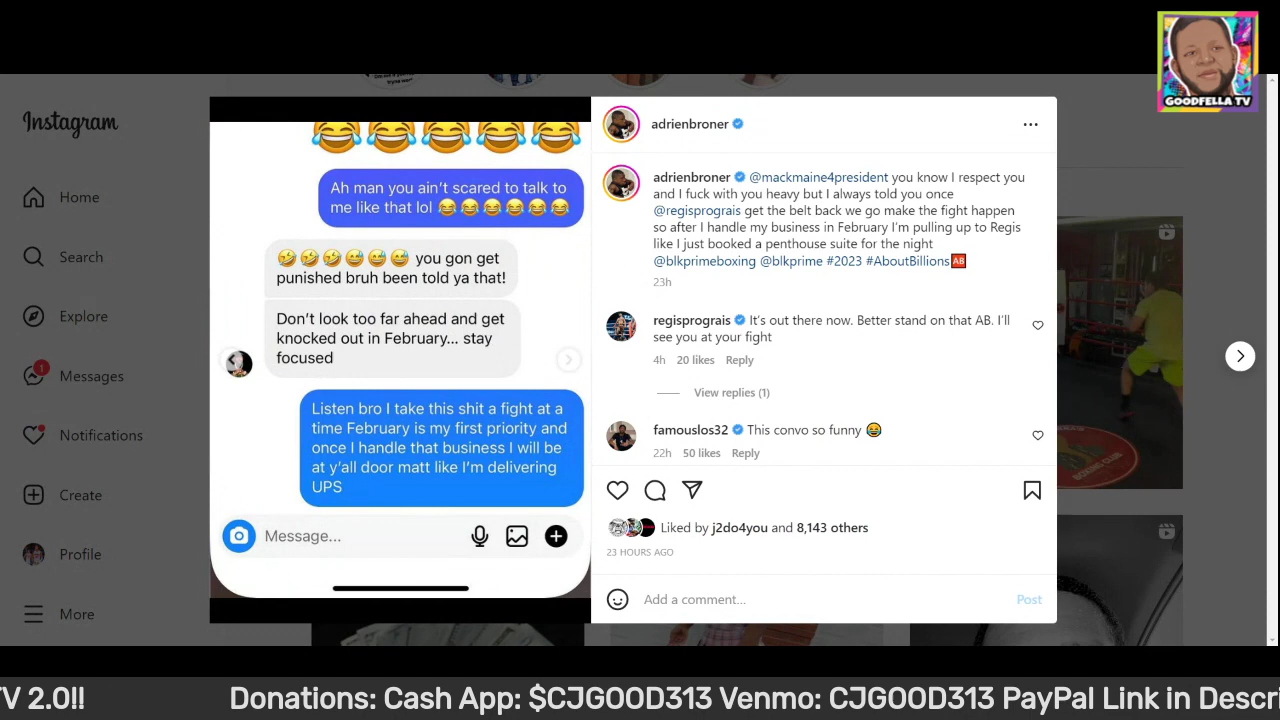 GOODFELLA TV
Instagram
Home
Search
Explore
Messages
1
Notifications
Create
Profile
More
😂😂😂😂😂
Ah man you ain't scared to talk to
me like that lol 😂😂😂😂😂😂
🤣🤣🤣😅😅😅 you gon get
punished bruh been told ya that!
Don't look too far ahead and get
knocked out in February... stay
focused
Listen bro I take this shit a fight at a
time February is my first priority and
once I handle that business I will be
at y'all door matt like I'm delivering
UPS
Message...
adrienbroner
adrienbroner @mackmaine4president you know I respect you
and I fuck with you heavy but I always told you once
@regisprograis get the belt back we go make the fight happen
so after I handle my business in February I'm pulling up to Regis
like I just booked a penthouse suite for the night
@blkprimeboxing @blkprime #2023 #AboutBillions🆎
23h
regisprograis It's out there now. Better stand on that AB. I'll
see you at your fight
4h 20 likes Reply
View replies (1)
famouslos32 This convo so funny 😂
22h 50 likes Reply
Liked by j2do4you and 8,143 others
23 HOURS AGO
Add a comment...
Post
TV 2.0!! Donations: Cash App: $CJGOOD313 Venmo: CJGOOD313 PayPal Link in Descri